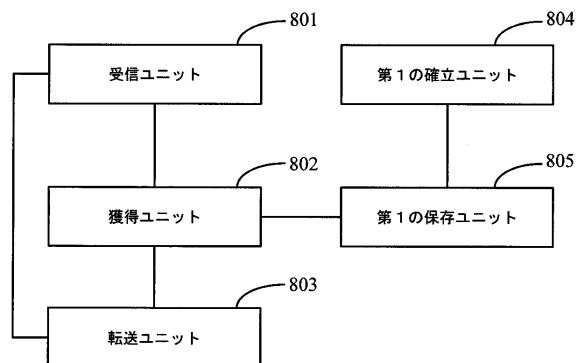 801
受信ユニット
804
第1の確立ユニット
802
獲得ユニット
805
第1の保存ユニット
803
転送ユニット